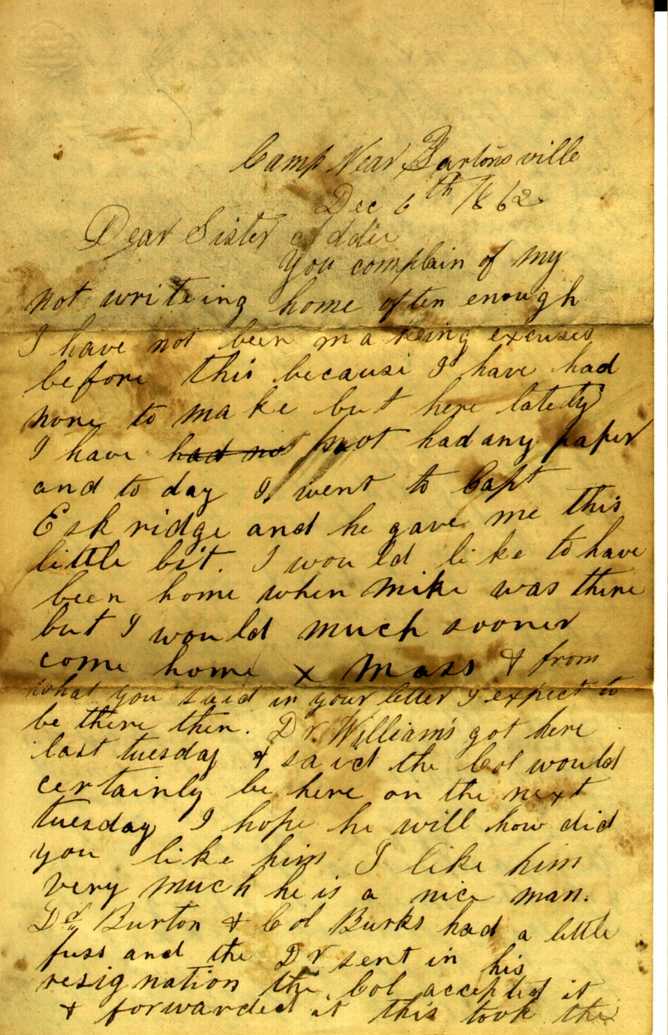 Camp Near Bartonsville
Dec 6th 1862
Dear Sister Addie
You complain of my
not writeing home often enough
I have not been makeing excuses
before this because I have had
none to make but here lately
I have had no not had any paper
and to day I went to Capt
Eskridge and he gave me this
little bit. I would like to have
been home when Mike was there
but I would much sooner
come home x mass & from
what you said in your letter I expect to
be there then. Dr. William's got here
last tuesday & said the Col would
certainly be here on the next
tuesday I hope he will how did
you like him I like him
very much he is a nice man.
Dr Burton & Col Burks had a little
fuss and the Dr sent in his
resignation the Col accepted it
& forwarded it this took the